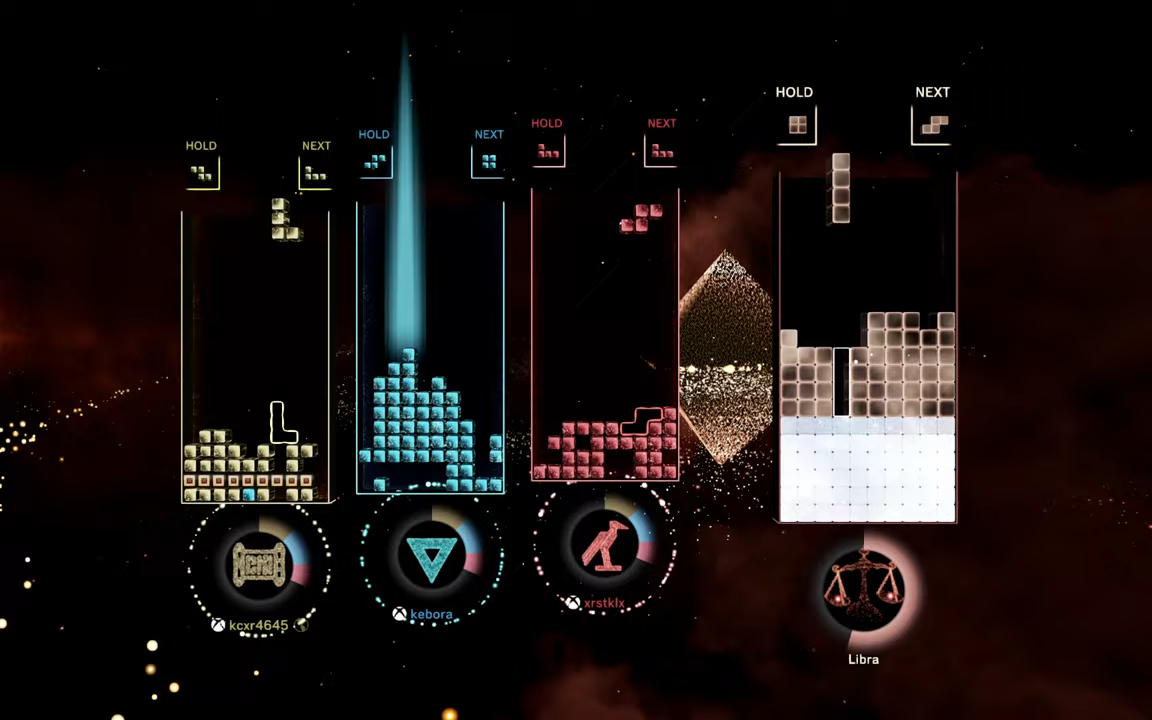 HOLD NEXT
HOLD NEXT
HOLD NEXT
HOLD NEXT
kcxr4645
kebora
xrstklx
Libra